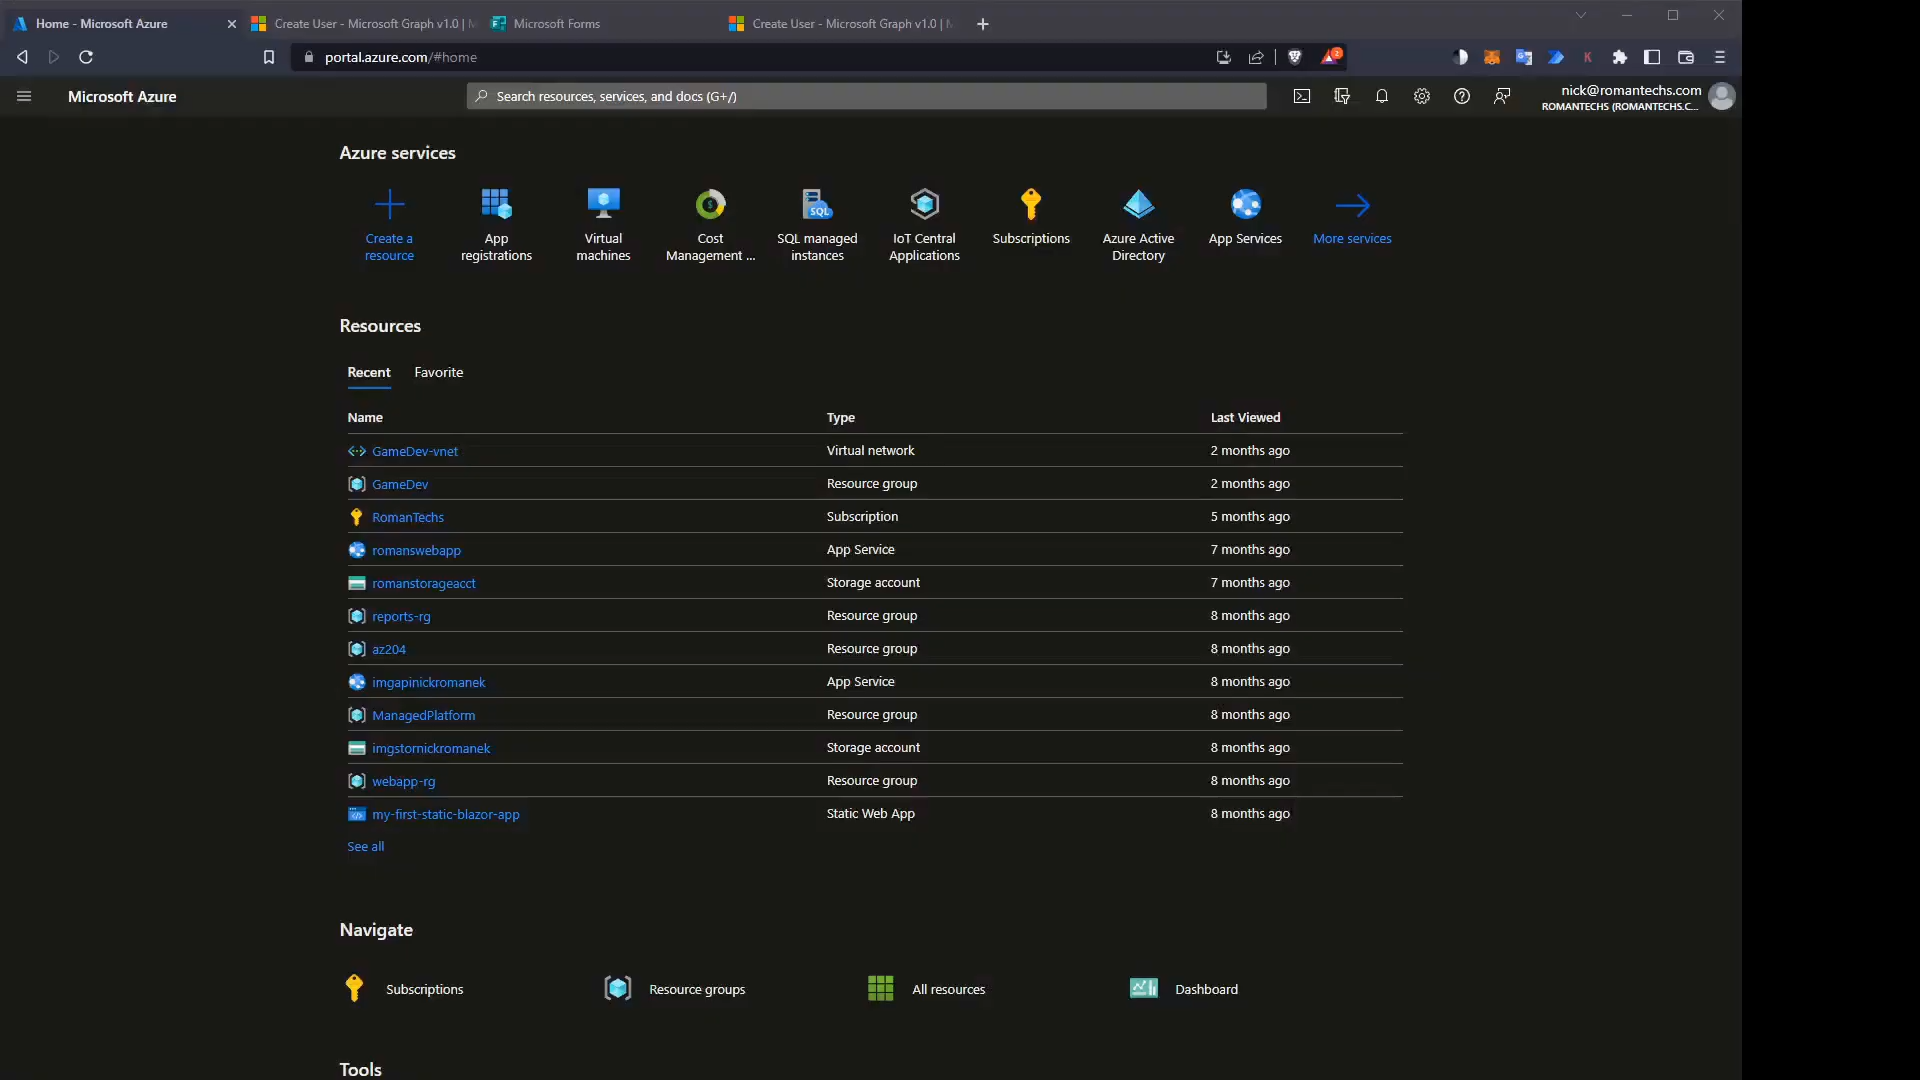 Home - Microsoft Azure
Create User - Microsoft Graph v1.0 |
Microsoft Forms
Create User - Microsoft Graph v1.0 |
portal.azure.com/#home
2
K
Microsoft Azure
Search resources, services, and docs (G+/)
nick@romantechs.com
ROMANTECHS (ROMANTECHS.C...
Azure services
Create a resource
App registrations
Virtual machines
Cost Management ...
SQL
SQL managed instances
IoT Central Applications
Subscriptions
Azure Active Directory
App Services
More services
Resources
Recent Favorite
Name Type Last Viewed
GameDev-vnet Virtual network 2 months ago
GameDev Resource group 2 months ago
RomanTechs Subscription 5 months ago
romanswebapp App Service 7 months ago
romanstorageacct Storage account 7 months ago
reports-rg Resource group 8 months ago
az204 Resource group 8 months ago
imgapinickromanek App Service 8 months ago
ManagedPlatform Resource group 8 months ago
imgstornickromanek Storage account 8 months ago
webapp-rg Resource group 8 months ago
my-first-static-blazor-app Static Web App 8 months ago
See all
Navigate
Subscriptions Resource groups All resources Dashboard
Tools